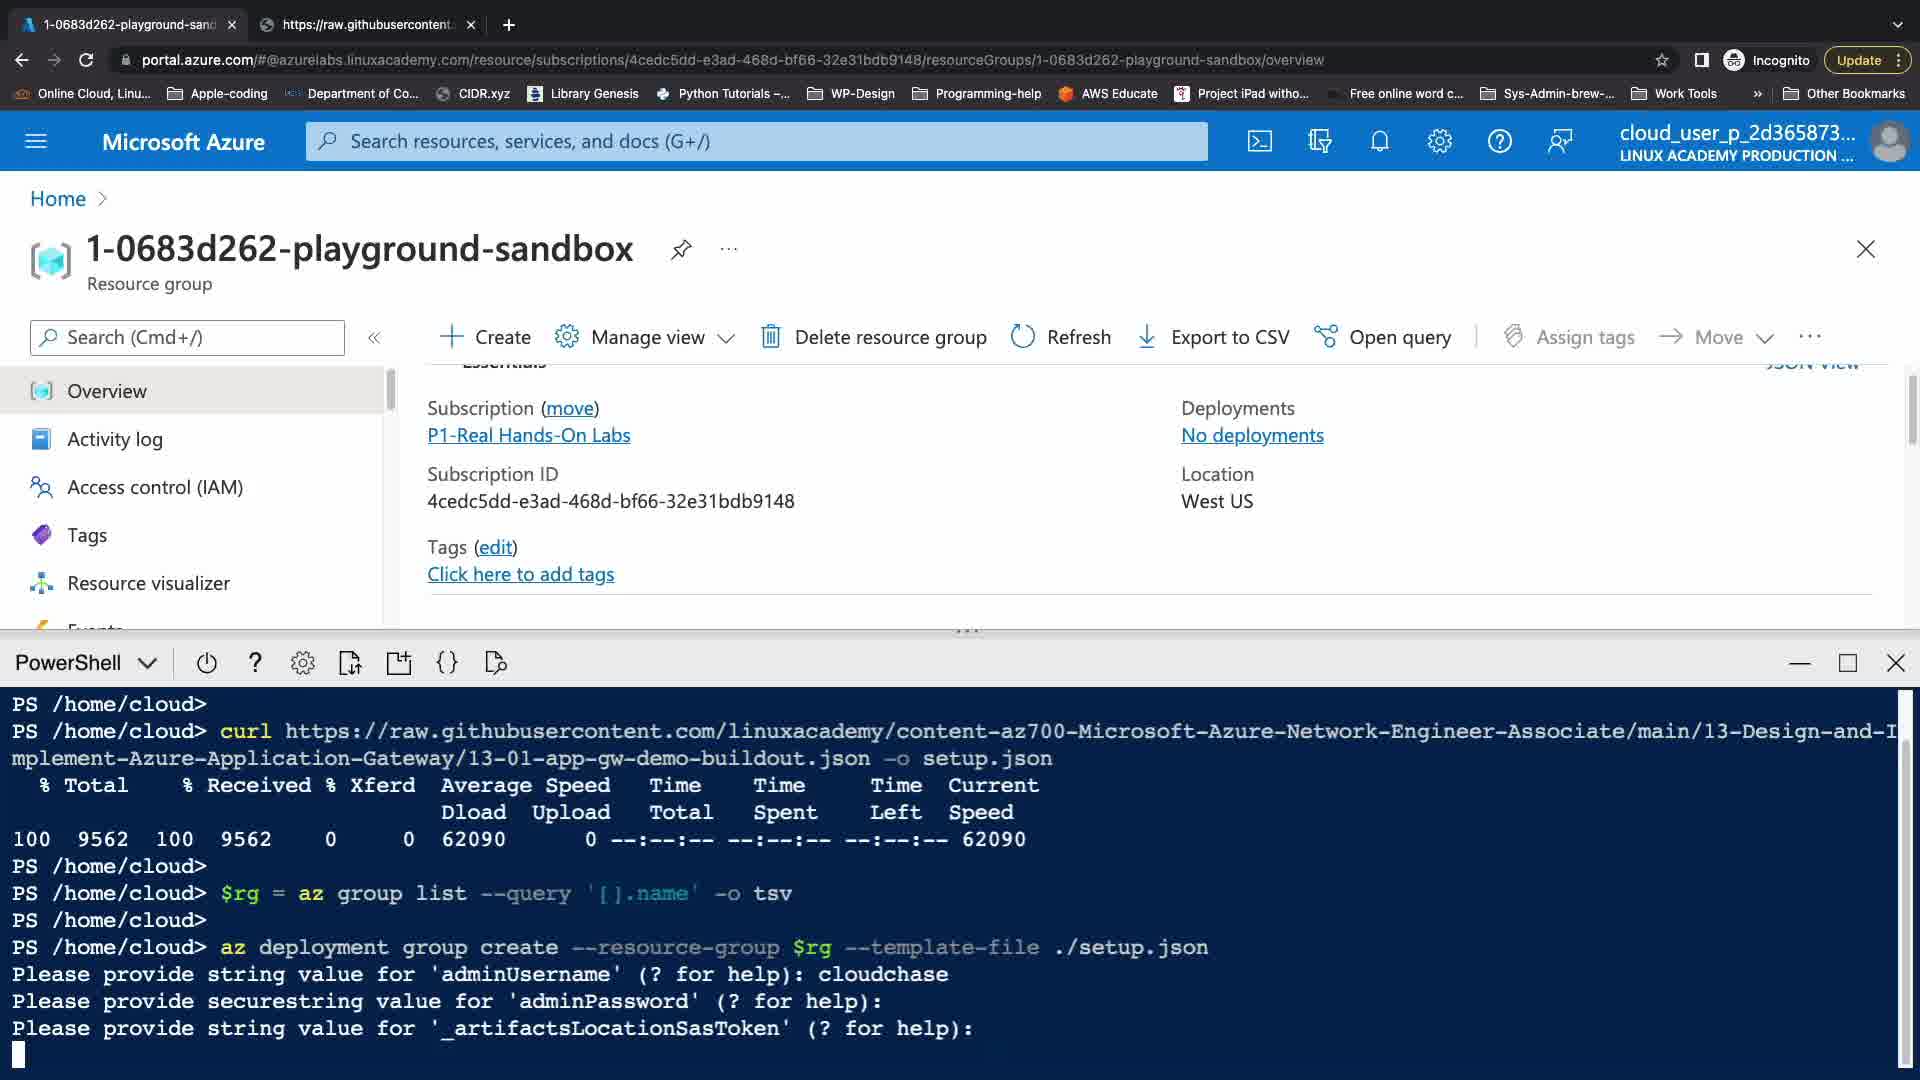 1-0683d262-playground-sand
https://raw.githubusercontent.
portal.azure.com/#@azurelabs.linuxacademy.com/resource/subscriptions/4cedc5dd-e3ad-468d-bf66-32e31bdb9148/resourceGroups/1-0683d262-playground-sandbox/overview
Incognito
Update
Online Cloud, Linu...
Apple-coding
Department of Co...
CIDR.xyz
Library Genesis
Python Tutorials –...
WP-Design
Programming-help
AWS Educate
Project iPad witho...
Free online word c...
Sys-Admin-brew-...
Work Tools
»
Other Bookmarks
Microsoft Azure
Search resources, services, and docs (G+/)
cloud_user_p_2d365873...
LINUX ACADEMY PRODUCTION ...
Home >
1-0683d262-playground-sandbox
Resource group
Search (Cmd+/)
Create
Manage view
Delete resource group
Refresh
Export to CSV
Open query
Assign tags
Move
Essentials
JSON View
Overview
Activity log
Access control (IAM)
Tags
Resource visualizer
Events
Subscription (move)
P1-Real Hands-On Labs
Subscription ID
4cedc5dd-e3ad-468d-bf66-32e31bdb9148
Tags (edit)
Click here to add tags
Deployments
No deployments
Location
West US
PowerShell
PS /home/cloud>
PS /home/cloud> curl https://raw.githubusercontent.com/linuxacademy/content-az700-Microsoft-Azure-Network-Engineer-Associate/main/13-Design-and-I
mplement-Azure-Application-Gateway/13-01-app-gw-demo-buildout.json -o setup.json
% Total % Received % Xferd Average Speed Time Time Time Current
Dload Upload Total Spent Left Speed
100 9562 100 9562 0 0 62090 0 --:--:-- --:--:-- --:--:-- 62090
PS /home/cloud>
PS /home/cloud> $rg = az group list --query '[].name' -o tsv
PS /home/cloud>
PS /home/cloud> az deployment group create --resource-group $rg --template-file ./setup.json
Please provide string value for 'adminUsername' (? for help): cloudchase
Please provide securestring value for 'adminPassword' (? for help):
Please provide string value for '_artifactsLocationSasToken' (? for help):